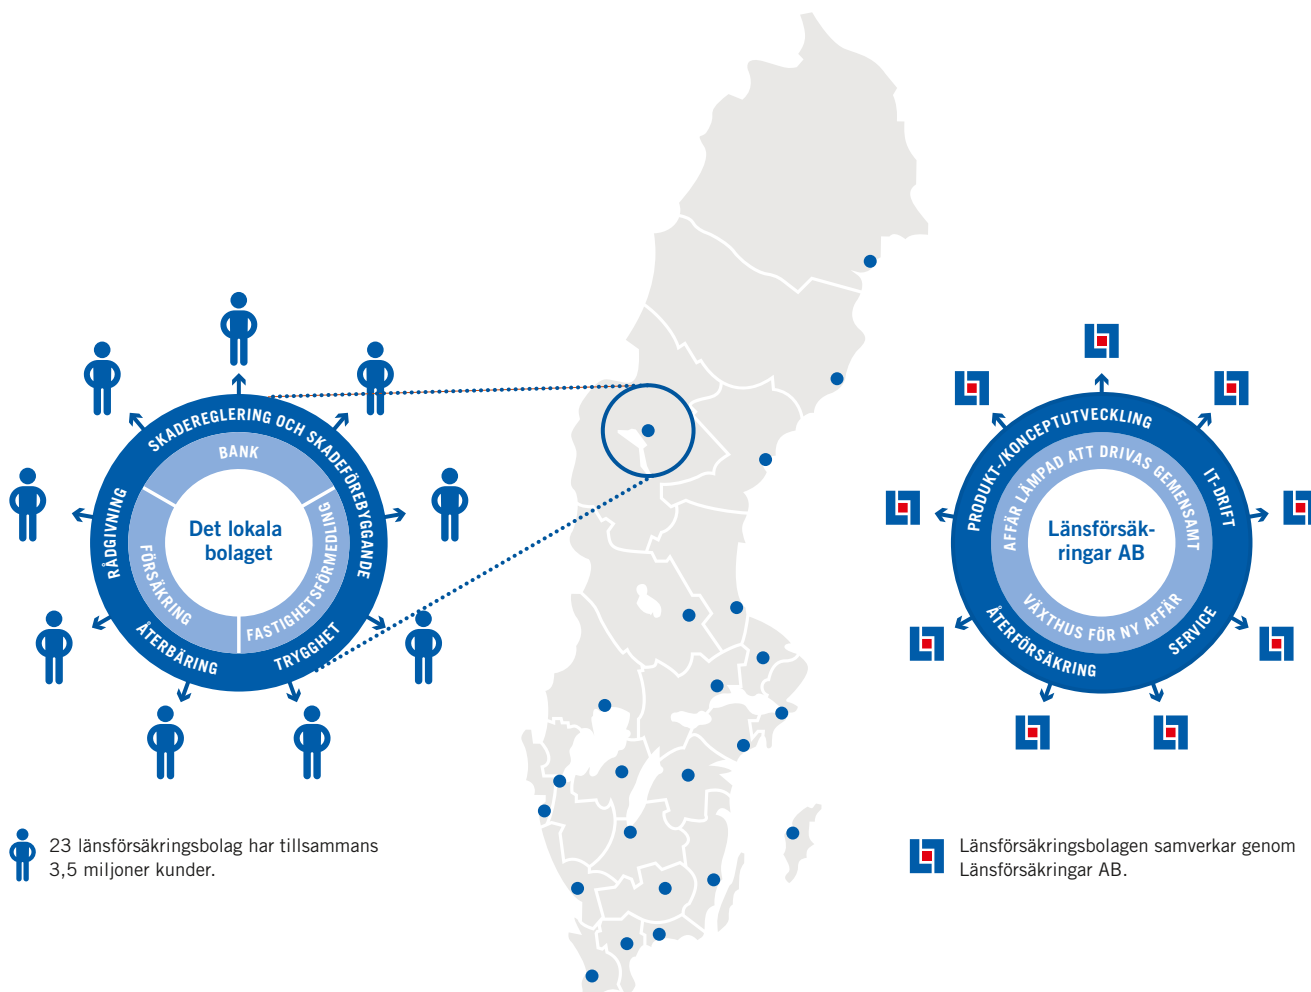 SKADEREGLERING OCH SKADEFÖREBYGGANDE
BANK
RÅDGIVNING
FÖRSÄKRING
FASTIGHETSFÖRMEDLING
Det lokala
bolaget
ÅTERBÄRING
TRYGGHET
PRODUKT-/KONCEPTUTVECKLING
IT-DRIFT
AFFÄR LÄMPAD ATT DRIVAS GEMENSAMT
Länsförsäk-
ringar AB
VÄXTHUS FÖR NY AFFÄR
ÅTERFÖRSÄKRING
SERVICE
23 länsförsäkringsbolag har tillsammans
3,5 miljoner kunder.
Länsförsäkringsbolagen samverkar genom
Länsförsäkringar AB.